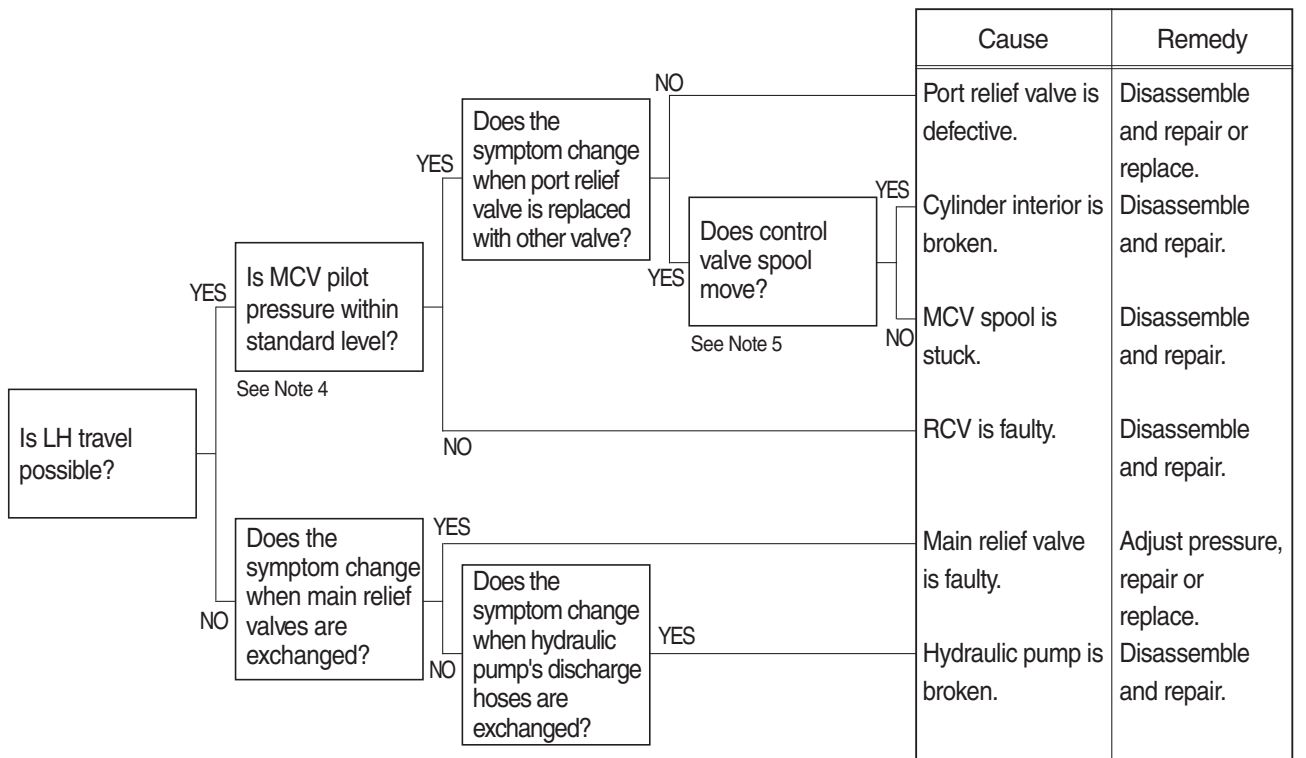 Is LH travel
possible?
YES
NO
Is MCV pilot
pressure within
standard level?
See Note 4
YES
NO
Does the
symptom change
when port relief
valve is replaced
with other valve?
NO
YES
Does control
valve spool
move?
See Note 5
YES
NO
Does the
symptom change
when main relief
valves are
exchanged?
YES
NO
Does the
symptom change
when hydraulic
pump's discharge
hoses are
exchanged?
YES
Cause
Remedy
Port relief valve is
defective.
Disassemble
and repair or
replace.
Cylinder interior is
broken.
Disassemble
and repair.
MCV spool is
stuck.
Disassemble
and repair.
RCV is faulty.
Disassemble
and repair.
Main relief valve
is faulty.
Adjust pressure,
repair or
replace.
Hydraulic pump is
broken.
Disassemble
and repair.